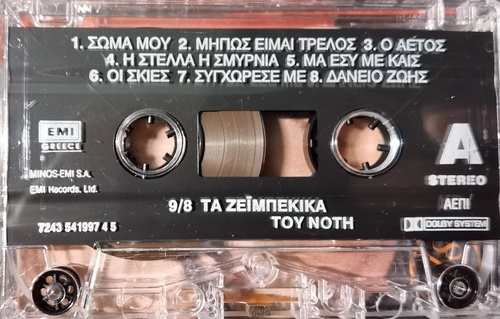 1. ΣΩΜΑ ΜΟΥ 2. ΜΗΠΩΣ ΕΙΜΑΙ ΤΡΕΛΟΣ 3. Ο ΑΕΤΟΣ
4. Η ΣΤΕΛΛΑ Η ΣΜΥΡΝΙΑ 5. ΜΑ ΕΣΥ ΜΕ ΚΑΙΣ
6. ΟΙ ΣΚΙΕΣ 7. ΣΥΓΧΩΡΕΣΕ ΜΕ 8. ΔΑΝΕΙΟ ΖΩΗΣ
EMI
GREECE
MINOS-EMI S.A.
EMI Records. Ltd.
A
STEREO
9/8 ΤΑ ΖΕΪΜΠΕΚΙΚΑ
ΤΟΥ ΝΟΤΗ
ΑΕΠΙ
7243 541997 4 5
DOLBY SYSTEM